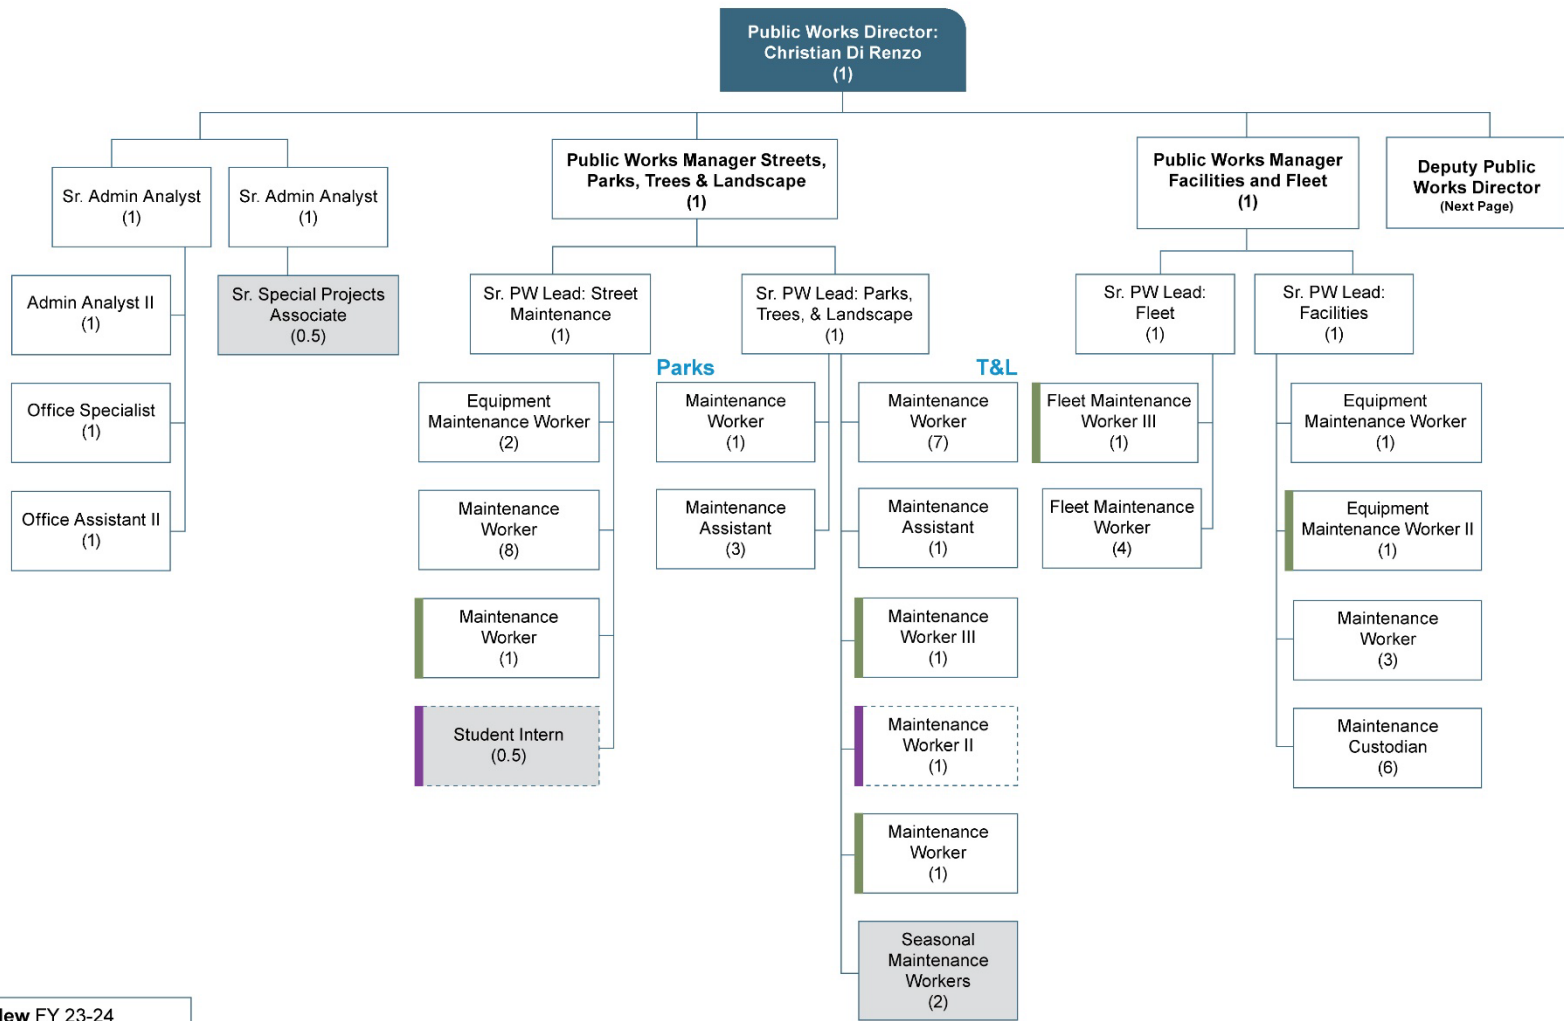 Public Works Director:
Christian Di Renzo
(1)
Sr. Admin Analyst
(1)
Sr. Admin Analyst
(1)
Public Works Manager Streets,
Parks, Trees & Landscape
(1)
Public Works Manager
Facilities and Fleet
(1)
Deputy Public
Works Director
(Next Page)
Admin Analyst II
(1)
Office Specialist
(1)
Office Assistant II
(1)
Sr. Special Projects
Associate
(0.5)
Sr. PW Lead: Street
Maintenance
(1)
Equipment
Maintenance Worker
(2)
Maintenance
Worker
(8)
Maintenance
Worker
(1)
Student Intern
(0.5)
Sr. PW Lead: Parks,
Trees, & Landscape
(1)
Parks
Maintenance
Worker
(1)
Maintenance
Assistant
(3)
T&L
Maintenance
Worker
(7)
Maintenance
Assistant
(1)
Maintenance
Worker III
(1)
Maintenance
Worker II
(1)
Maintenance
Worker
(1)
Seasonal
Maintenance
Workers
(2)
Sr. PW Lead:
Fleet
(1)
Fleet Maintenance
Worker III
(1)
Fleet Maintenance
Worker
(4)
Sr. PW Lead:
Facilities
(1)
Equipment
Maintenance Worker
(1)
Equipment
Maintenance Worker II
(1)
Maintenance
Worker
(3)
Maintenance
Custodian
(6)
FY 23-24